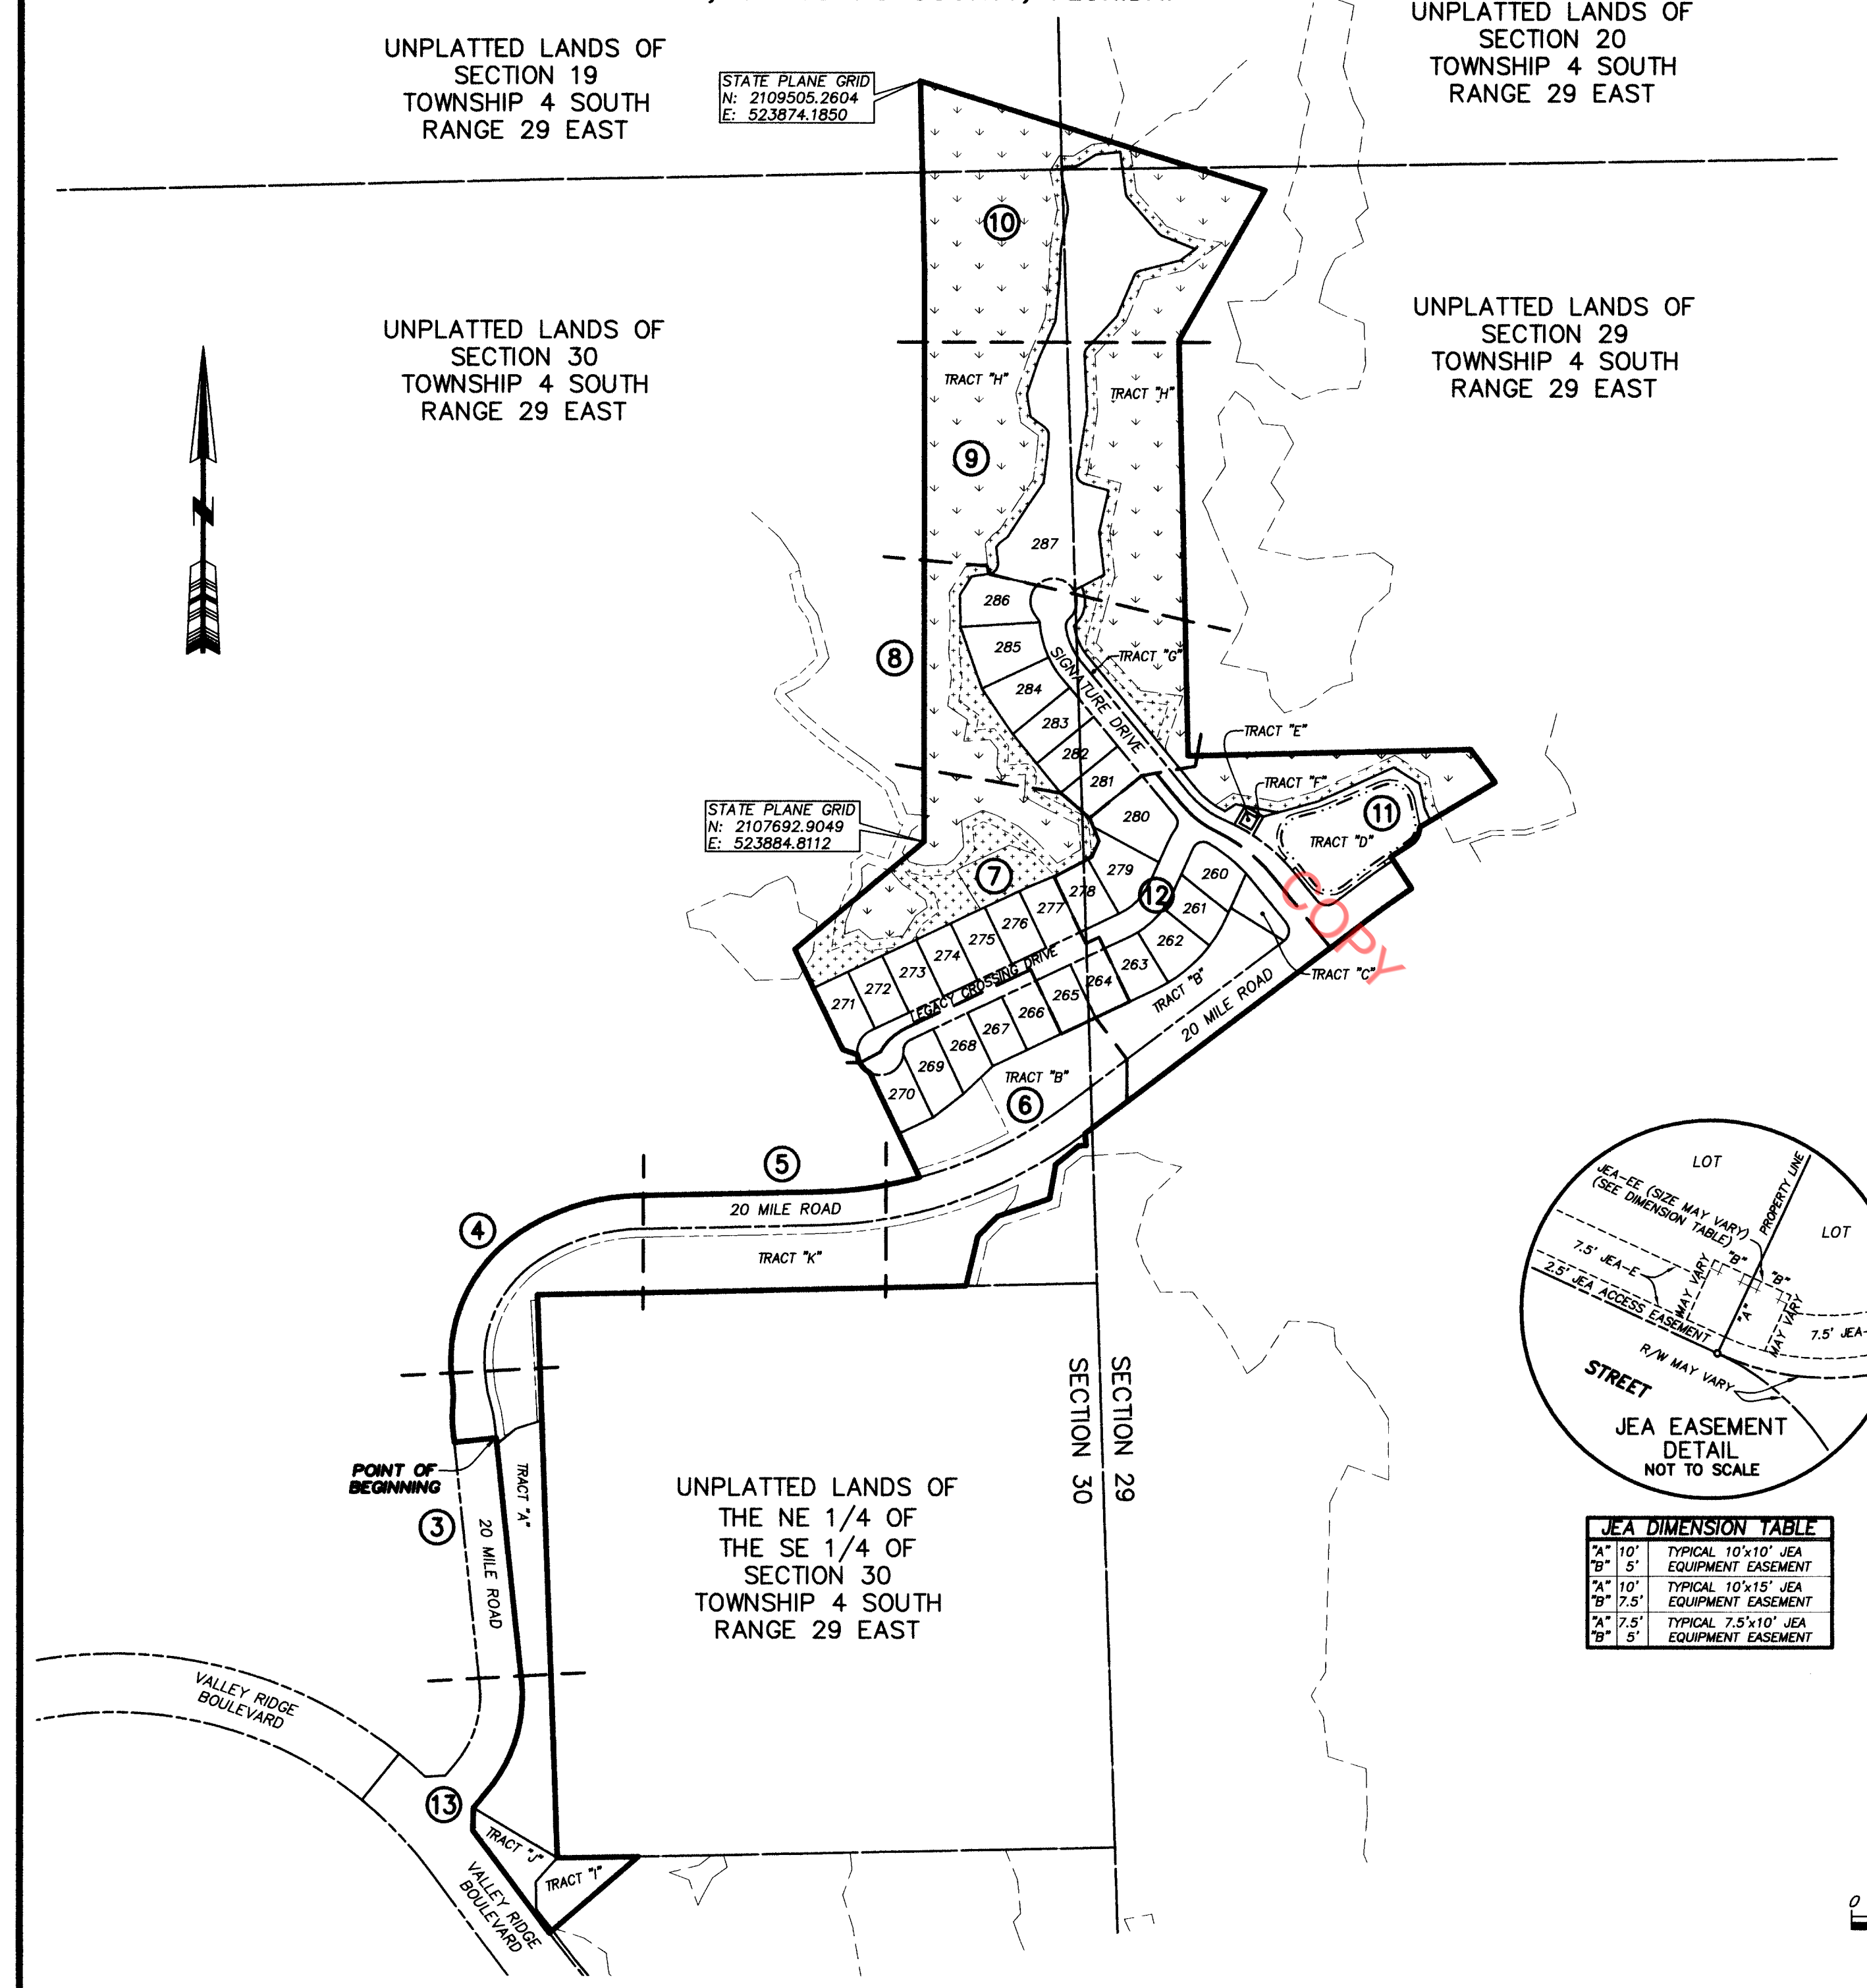 UNPLATTED LANDS OF
SECTION 19
TOWNSHIP 4 SOUTH
RANGE 29 EAST
STATE PLANE GRID
N: 2109505.2604
E: 523874.1850
UNPLATTED LANDS OF
SECTION 20
TOWNSHIP 4 SOUTH
RANGE 29 EAST
10
UNPLATTED LANDS OF
SECTION 30
TOWNSHIP 4 SOUTH
RANGE 29 EAST
UNPLATTED LANDS OF
SECTION 29
TOWNSHIP 4 SOUTH
RANGE 29 EAST
TRACT "H"
TRACT "H"
9
N
287
286
285
8
TRACT "G"
SIGNATURE DRIVE
284
283
282
281
280
TRACT "E"
TRACT "F"
11
TRACT "D"
STATE PLANE GRID
N: 2107692.9049
E: 523884.8112
7
279
278
12
260
277
261
276
275
262
274
263
273
264
272
265
271
266
267
268
269
270
LEGACY CROSSING DRIVE
TRACT "C"
TRACT "B"
20 MILE ROAD
COPY
TRACT "B"
6
5
20 MILE ROAD
4
TRACT "K"
SECTION 29
SECTION 30
POINT OF
BEGINNING
TRACT "A"
3
20 MILE ROAD
UNPLATTED LANDS OF
THE NE 1/4 OF
THE SE 1/4 OF
SECTION 30
TOWNSHIP 4 SOUTH
RANGE 29 EAST
VALLEY RIDGE
BOULEVARD
13
TRACT "J"
TRACT "I"
VALLEY RIDGE
BOULEVARD
LOT
PROPERTY LINE
JEA-EE (SIZE MAY VARY)
(SEE DIMENSION TABLE)
LOT
7.5' JEA-E
"B"
"B"
MAY VARY
"A"
MAY VARY
2.5' JEA ACCESS EASEMENT
7.5' JEA-
R/W MAY VARY
STREET
JEA EASEMENT
DETAIL
NOT TO SCALE
JEA DIMENSION TABLE
"A" 10' TYPICAL 10'x10' JEA
"B" 5' EQUIPMENT EASEMENT
"A" 10' TYPICAL 10'x15' JEA
"B" 7.5' EQUIPMENT EASEMENT
"A" 7.5' TYPICAL 7.5'x10' JEA
"B" 5' EQUIPMENT EASEMENT
0